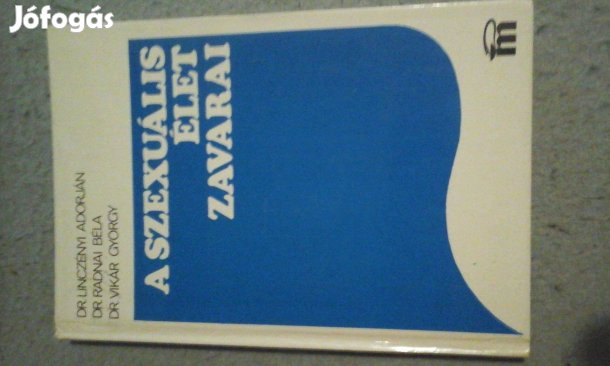 Jófogás
DR. LINCZÉNYI ADORJÁN
DR. RADNAI BÉLA
DR. VIKÁR GYÖRGY
A SZEXUÁLIS
ÉLET
ZAVARAI
m